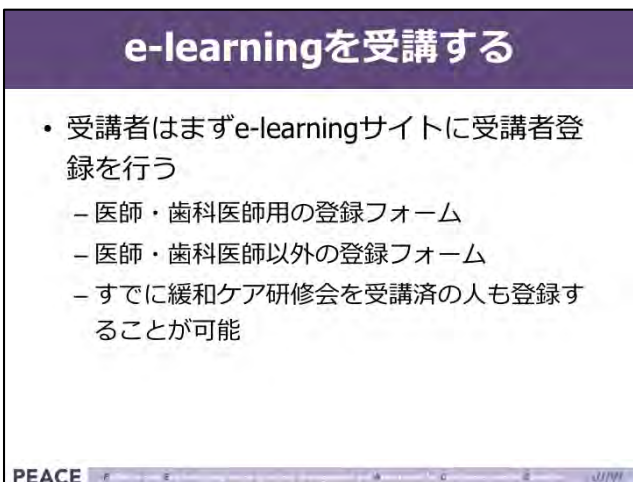 e-learningを受講する
• 受講者はまずe-learningサイトに受講者登
録を行う
– 医師・歯科医師用の登録フォーム
– 医師・歯科医師以外の登録フォーム
– すでに緩和ケア研修会を受講済の人も登録す
ることが可能
PEACE P E A C E